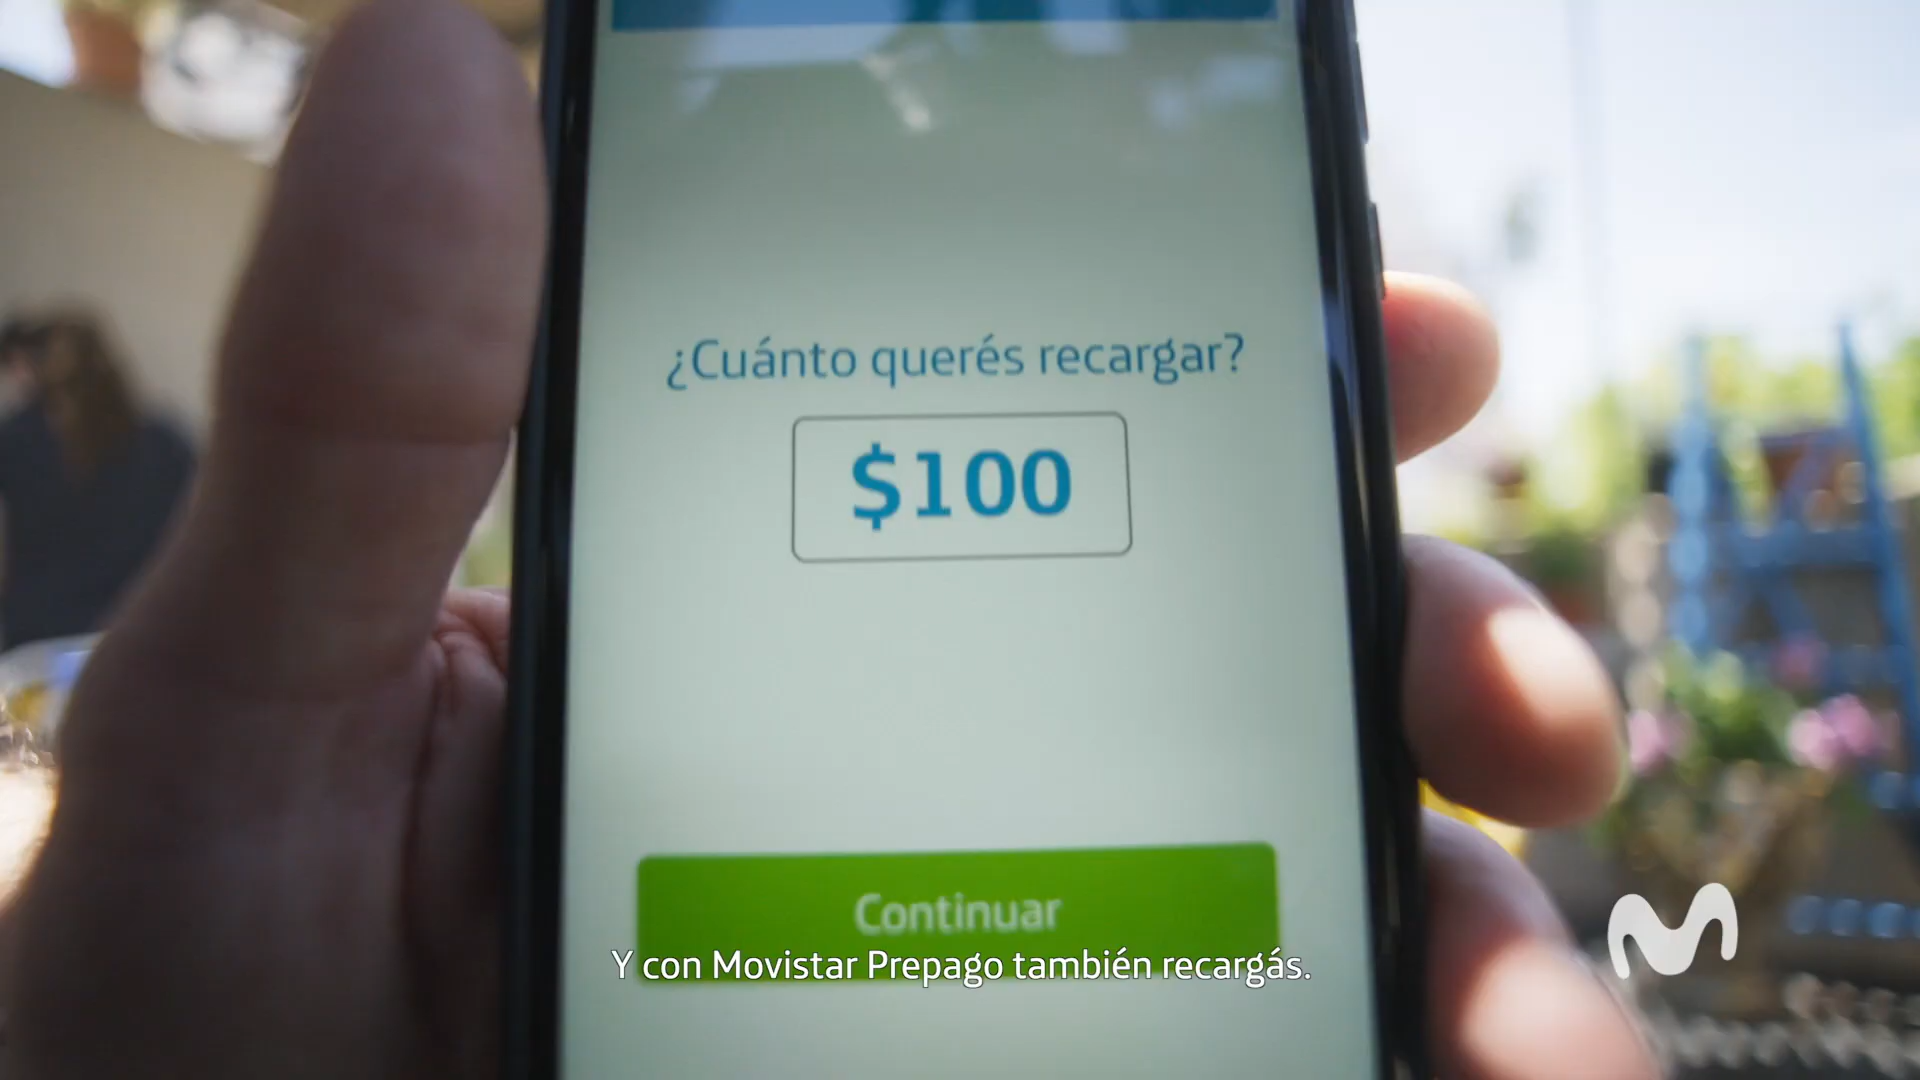 ¿Cuánto querés recargar?
$100
Continuar
Y con Movistar Prepago también recargás.